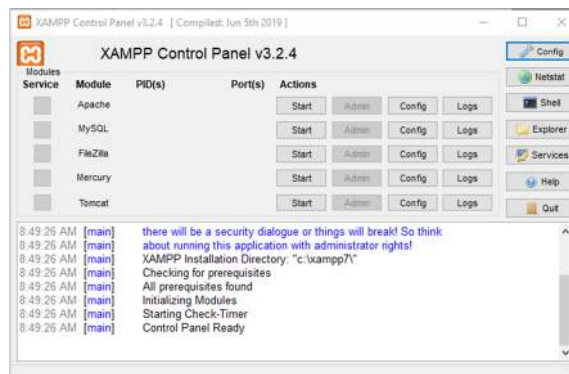 XAMPP Control Panel v3.2.4 [ Compiled: Jun 5th 2019 ]
XAMPP Control Panel v3.2.4
Config
Modules
Service Module PID(s) Port(s) Actions
Netstat
Apache Start Admin Config Logs
Shell
MySQL Start Admin Config Logs
Explorer
FileZilla Start Admin Config Logs
Services
Mercury Start Admin Config Logs
Help
Tomcat Start Admin Config Logs
Quit
8:49:26 AM [main] there will be a security dialogue or things will break! So think
8:49:26 AM [main] about running this application with administrator rights!
8:49:26 AM [main] XAMPP Installation Directory: "c:\xampp7\"
8:49:26 AM [main] Checking for prerequisites
8:49:26 AM [main] All prerequisites found
8:49:26 AM [main] Initializing Modules
8:49:26 AM [main] Starting Check-Timer
8:49:26 AM [main] Control Panel Ready